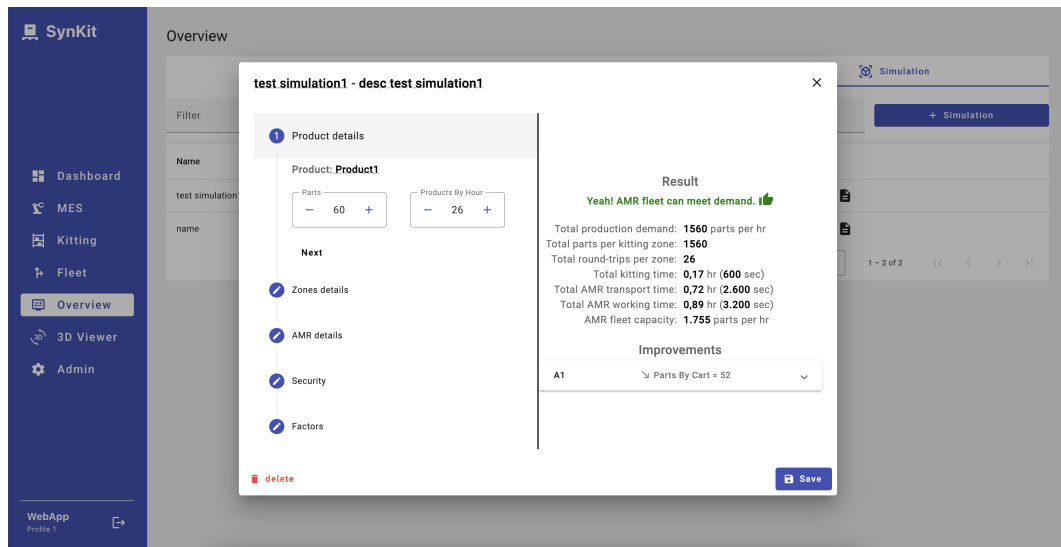 SynKit
Overview
Simulation
Filter
+ Simulation
Name
test simulation1
name
1 – 2 of 2
Dashboard
MES
Kitting
Fleet
Overview
3D Viewer
Admin
WebApp
Profile 1
test simulation1 - desc test simulation1
1 Product details
Product: Product1
Parts
− 60 +
Products By Hour
− 26 +
Next
Zones details
AMR details
Security
Factors
Result
Yeah! AMR fleet can meet demand.
Total production demand: 1560 parts per hr
Total parts per kitting zone: 1560
Total round-trips per zone: 26
Total kitting time: 0,17 hr (600 sec)
Total AMR transport time: 0,72 hr (2.600 sec)
Total AMR working time: 0,89 hr (3.200 sec)
AMR fleet capacity: 1.755 parts per hr
Improvements
A1 ↘ Parts By Cart = 52
delete
Save